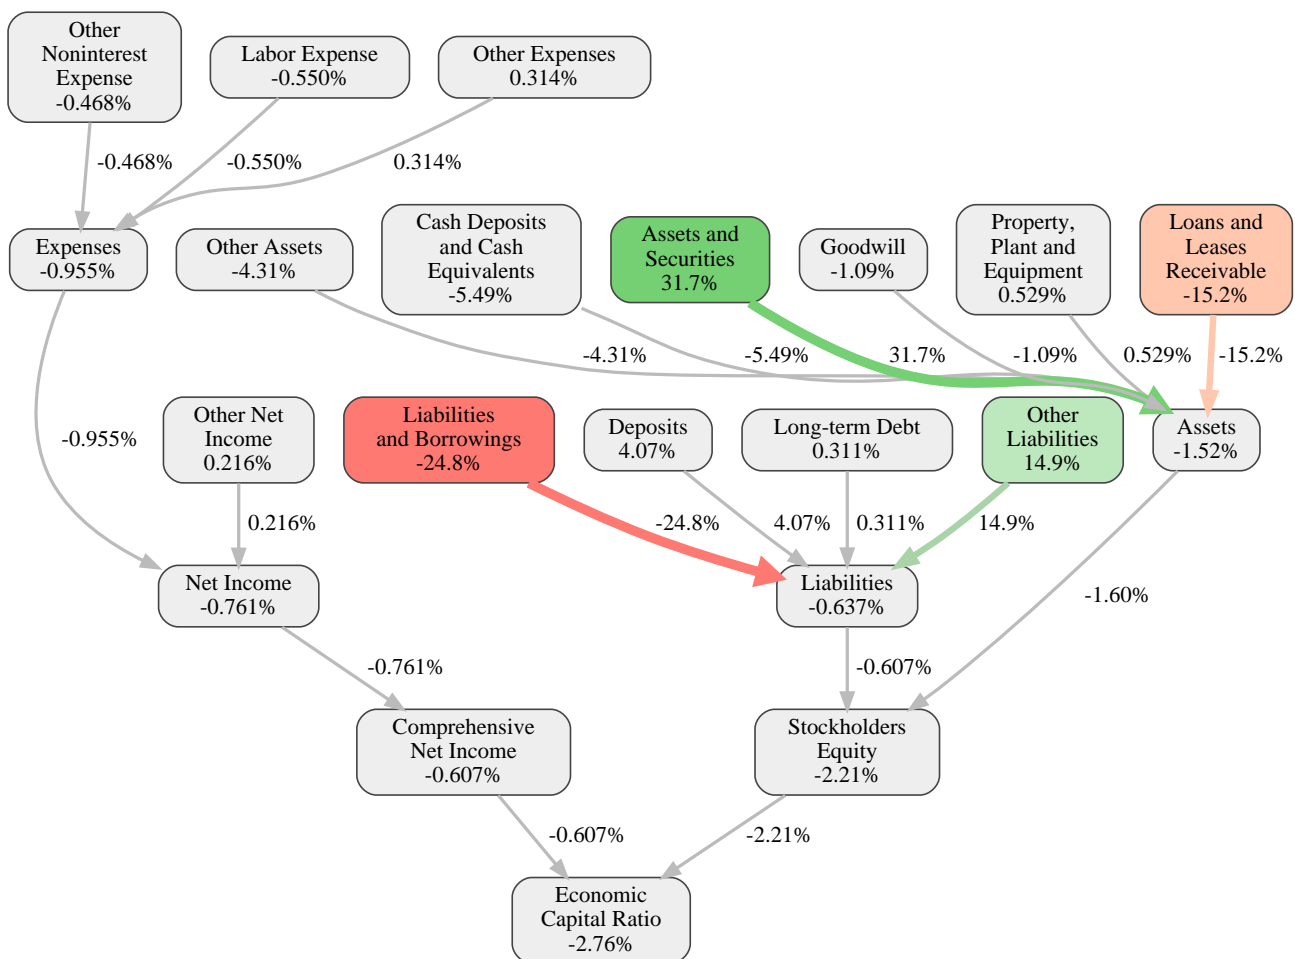 Other
Noninterest
Expense
-0.468%
Labor Expense
-0.550%
Other Expenses
0.314%
-0.468%
-0.550%
0.314%
Expenses
-0.955%
Other Assets
-4.31%
Cash Deposits
and Cash
Equivalents
-5.49%
Assets and
Securities
31.7%
Goodwill
-1.09%
Property,
Plant and
Equipment
0.529%
Loans and
Leases
Receivable
-15.2%
-4.31%
-5.49%
31.7%
-1.09%
0.529%
-15.2%
-0.955%
Other Net
Income
0.216%
Liabilities
and Borrowings
-24.8%
Deposits
4.07%
Long-term Debt
0.311%
Other
Liabilities
14.9%
Assets
-1.52%
0.216%
-24.8%
4.07%
0.311%
14.9%
Net Income
-0.761%
Liabilities
-0.637%
-1.60%
-0.761%
-0.607%
Comprehensive
Net Income
-0.607%
Stockholders
Equity
-2.21%
-0.607%
-2.21%
Economic
Capital Ratio
-2.76%